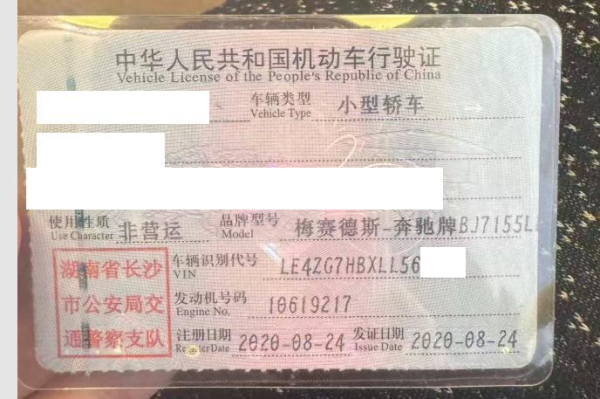 中华人民共和国机动车行驶证
Vehicle License of the People's Republic of China
车辆类型 小型轿车
Vehicle Type
使用性质 非营运 品牌型号 梅赛德斯-奔驰牌BJ7155L
Use Character Model
湖南省长沙
市公安局交
通警察支队
车辆识别代号 LE4ZG7HBXLL56
VIN
发动机号码 10619217
Engine No.
注册日期 2020-08-24 发证日期 2020-08-24
Register Date Issue Date